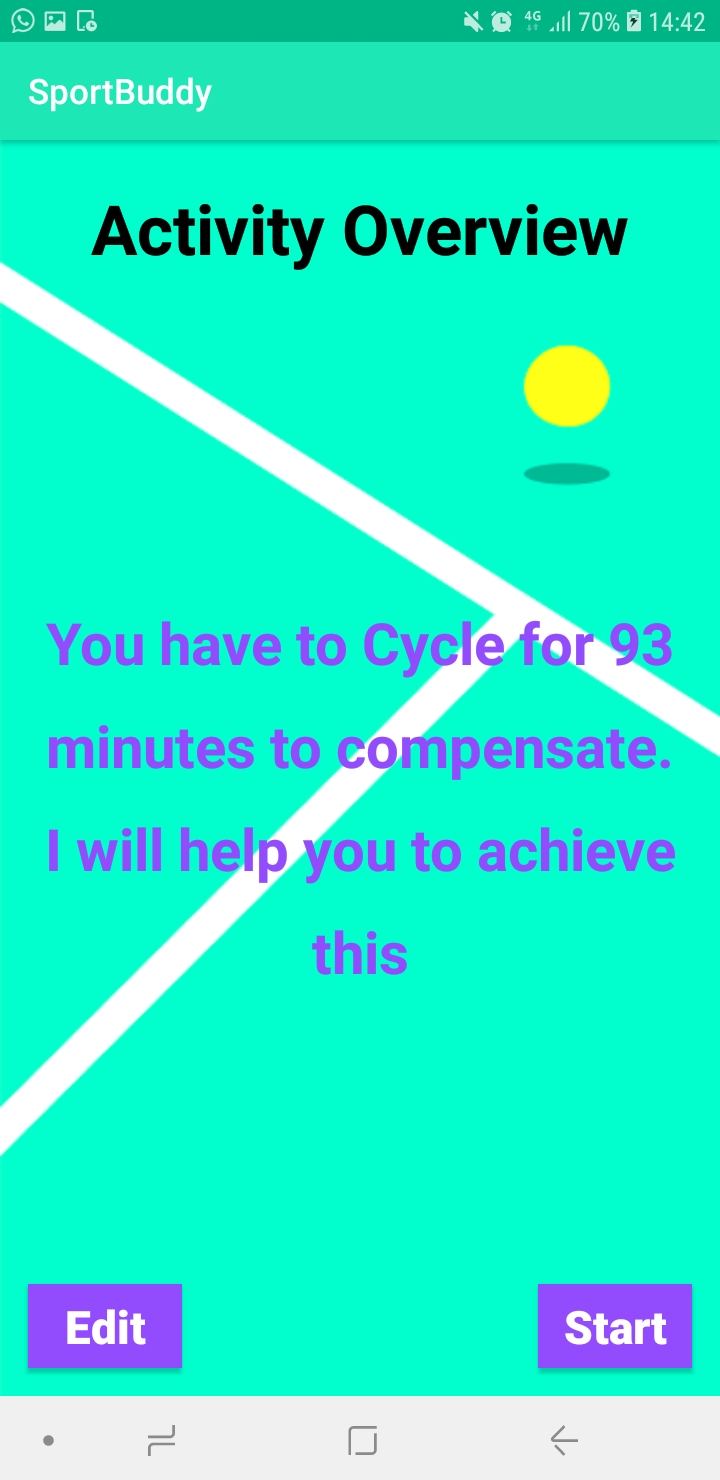 4G 70% 14:42
SportBuddy
Activity Overview
You have to Cycle for 93
minutes to compensate.
I will help you to achieve
this
Edit Start